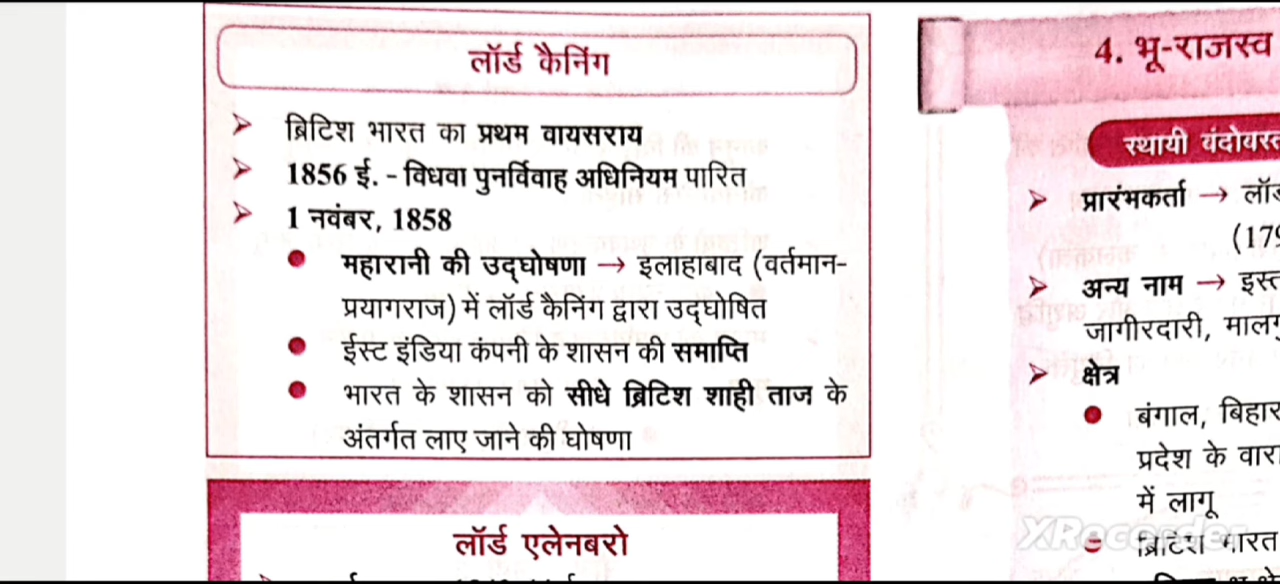 लॉर्ड कैनिंग
ब्रिटिश भारत का प्रथम वायसराय
1856 ई. - विधवा पुनर्विवाह अधिनियम पारित
1 नवंबर, 1858
महारानी की उद्घोषणा → इलाहाबाद (वर्तमान-
प्रयागराज) में लॉर्ड कैनिंग द्वारा उद्घोषित
ईस्ट इंडिया कंपनी के शासन की समाप्ति
भारत के शासन को सीधे ब्रिटिश शाही ताज के
अंतर्गत लाए जाने की घोषणा
लॉर्ड एलेनबरो
4. भू-राजस्व
स्थायी बंदोबस्त
प्रारंभकर्ता →
अन्य नाम →
जागीरदारी,
क्षेत्र
बंगाल, बिहार
प्रदेश के
में लागू
ब्रिटिश भारत
XRecorder